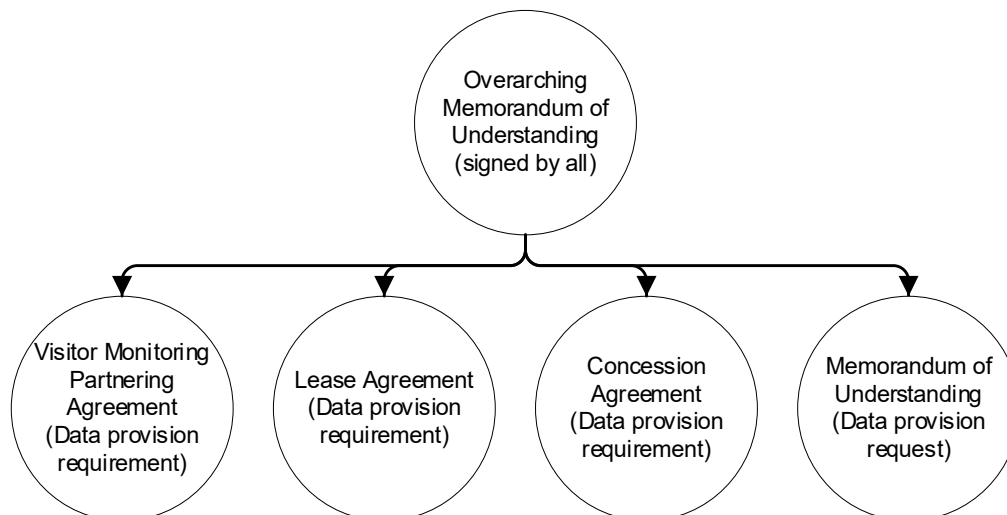 Overarching
Memorandum of
Understanding
(signed by all)
Visitor Monitoring
Partnering
Agreement
(Data provision
requirement)
Lease Agreement
(Data provision
requirement)
Concession
Agreement
(Data provision
requirement)
Memorandum of
Understanding
(Data provision
request)